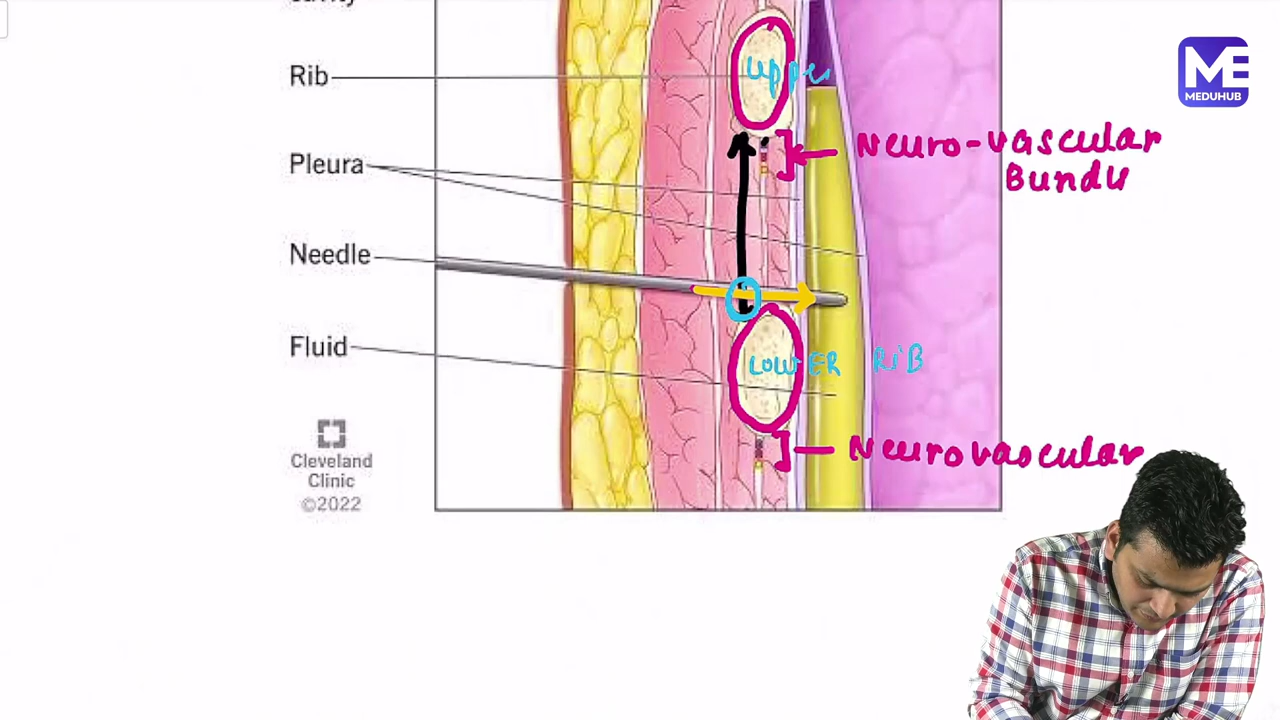 ME
MEDUHUB
Rib
upper
Neuro-vascular
Bundle
Pleura
Needle
Fluid
LOWER RIB
Neurovascular
Cleveland
Clinic
©2022